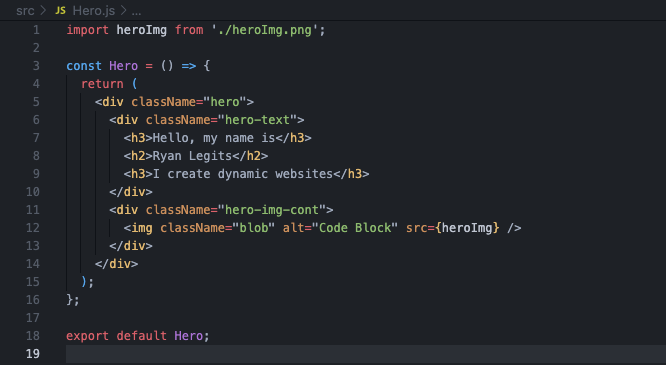 src > JS Hero.js > ...
1 import heroImg from './heroImg.png';
2
3 const Hero = () => {
4   return (
5     <div className="hero">
6       <div className="hero-text">
7         <h3>Hello, my name is</h3>
8         <h2>Ryan Legits</h2>
9         <h3>I create dynamic websites</h3>
10       </div>
11       <div className="hero-img-cont">
12         <img className="blob" alt="Code Block" src={heroImg} />
13       </div>
14     </div>
15   );
16 };
17
18 export default Hero;
19